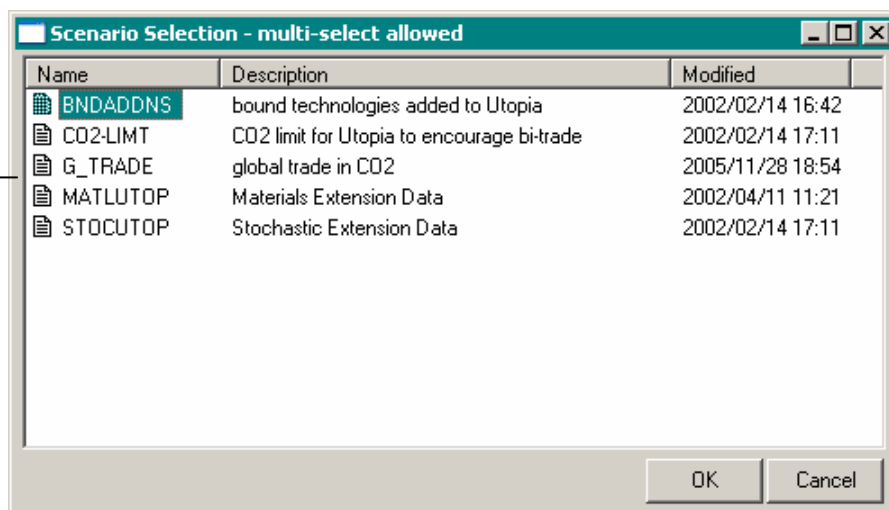 Scenario Selection - multi-select allowed
Name Description Modified
BNDADDNS bound technologies added to Utopia 2002/02/14 16:42
CO2-LIMT CO2 limit for Utopia to encourage bi-trade 2002/02/14 17:11
G_TRADE global trade in CO2 2005/11/28 18:54
MATLUTOP Materials Extension Data 2002/04/11 11:21
STOCUTOP Stochastic Extension Data 2002/02/14 17:11
OK Cancel